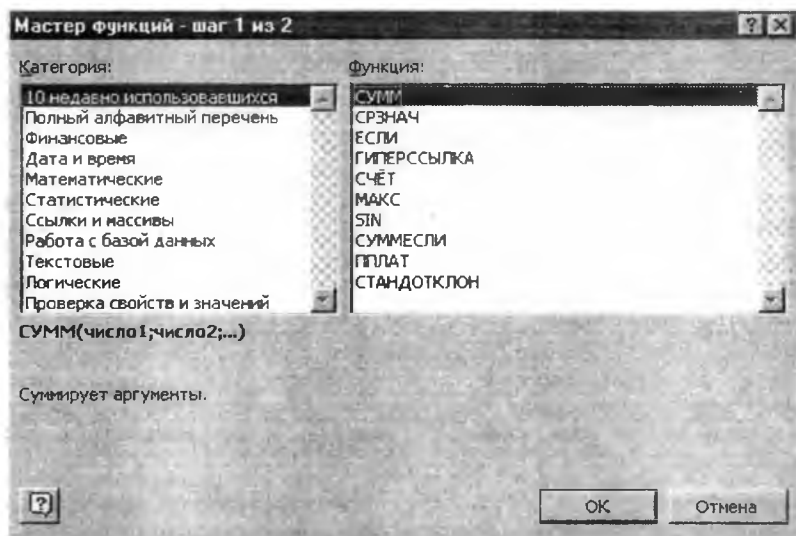 Мастер функций - шаг 1 из 2
Категория:
10 недавно использовавшихся
Полный алфавитный перечень
Финансовые
Дата и время
Математические
Статистические
Ссылки и массивы
Работа с базой данных
Текстовые
Логические
Проверка свойств и значений
Функция:
СУММ
СРЗНАЧ
ЕСЛИ
ГИПЕРССЫЛКА
СЧЁТ
МАКС
SIN
СУММЕСЛИ
ППЛАТ
СТАНДОТКЛОН
СУММ(число1;число2;...)
Суммирует аргументы.
ОК
Отмена